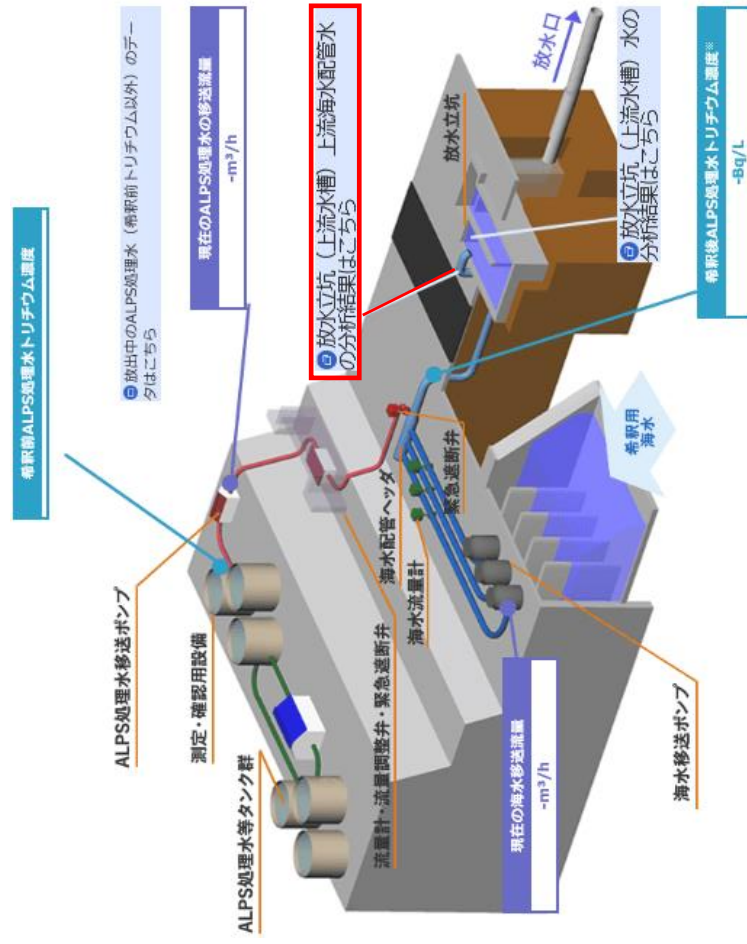 希釈前ALPS処理水トリチウム濃度
放出中のALPS処理水（希釈前トリチウム以外）のデー
タはこちら
現在のALPS処理水の移送流量
-m³/h
放水立坑（上流水槽）上流海水配管水
の分析結果はこちら
ALPS処理水移送ポンプ
測定・確認用設備
ALPS処理水等タンク群
流量計・流量調整弁・緊急遮断弁
海水配管ヘッダ
海水流量計
緊急遮断弁
放水立坑
放水口
放水立坑（上流水槽）水の
分析結果はこちら
希釈用
海水
現在の海水移送流量
-m³/h
海水移送ポンプ
希釈後ALPS処理水トリチウム濃度※
-Bq/L